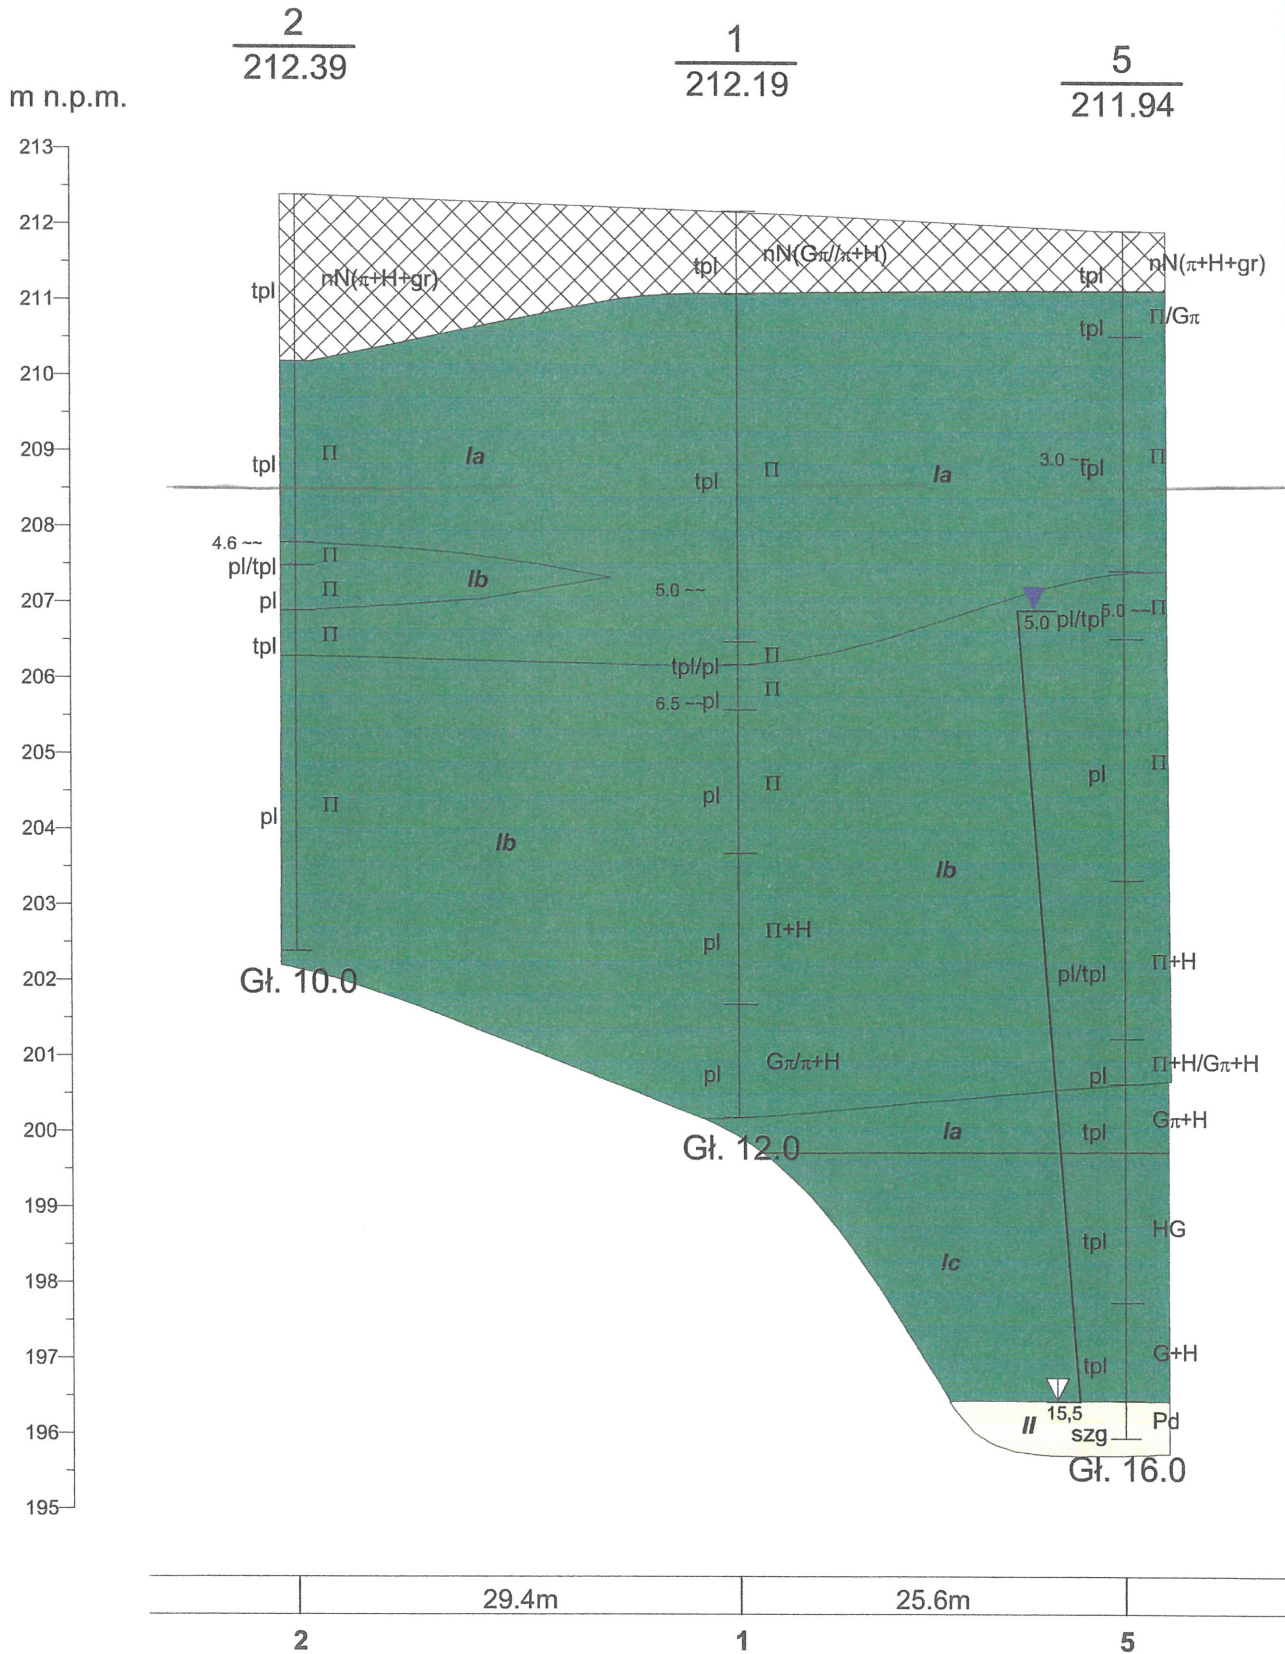 2
212.39
1
212.19
5
211.94
m n.p.m.
213
212
211
210
209
208
207
206
205
204
203
202
201
200
199
198
197
196
195
tpl
nN(π+H+gr)
tpl
Π
Ia
4.6 ~~
pl/tpl
Π
pl
Π
Ib
tpl
Π
pl
Π
Ib
Gł. 10.0
tpl
nN(Gπ//π+H)
tpl
Π
Ia
5.0 ~~
tpl/pl
Π
6.5 ~~
pl
Π
pl
Π
Ib
pl
Π+H
pl
Gπ/π+H
Gł. 12.0
tpl
nN(π+H+gr)
tpl
Π/Gπ
3.0 ~~
tpl
Π
5,0
pl/tpl
5.0 ~~
Π
pl
Π
pl/tpl
Π+H
pl
Π+H/Gπ+H
Ia
tpl
Gπ+H
tpl
HG
Ic
tpl
G+H
15,5
II
szg
Pd
Gł. 16.0
29.4m
25.6m
2
1
5